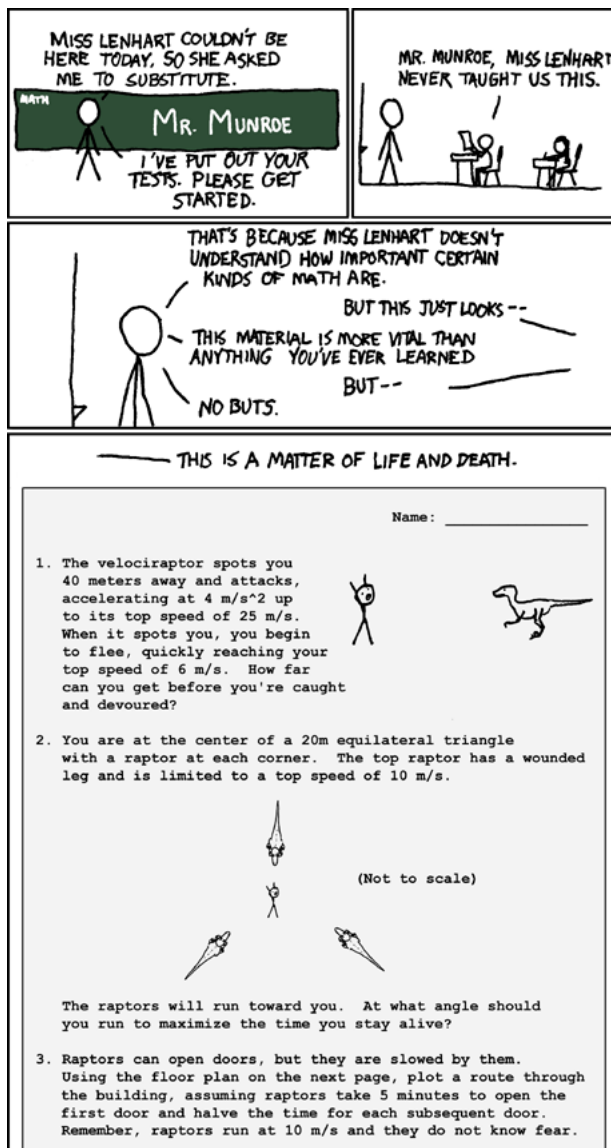 MISS LENHART COULDN'T BE
HERE TODAY, SO SHE ASKED
ME TO SUBSTITUTE.
MATH
MR. MUNROE
I'VE PUT OUT YOUR
TESTS. PLEASE GET
STARTED.
MR. MUNROE, MISS LENHART
NEVER TAUGHT US THIS.
THAT'S BECAUSE MISS LENHART DOESN'T
UNDERSTAND HOW IMPORTANT CERTAIN
KINDS OF MATH ARE.
BUT THIS JUST LOOKS --
THIS MATERIAL IS MORE VITAL THAN
ANYTHING YOU'VE EVER LEARNED
BUT--
NO BUTS.
THIS IS A MATTER OF LIFE AND DEATH.
Name: 
1. The velociraptor spots you
40 meters away and attacks,
accelerating at 4 m/s^2 up
to its top speed of 25 m/s.
When it spots you, you begin
to flee, quickly reaching your
top speed of 6 m/s. How far
can you get before you're caught
and devoured?
2. You are at the center of a 20m equilateral triangle
with a raptor at each corner. The top raptor has a wounded
leg and is limited to a top speed of 10 m/s.
(Not to scale)
The raptors will run toward you. At what angle should
you run to maximize the time you stay alive?
3. Raptors can open doors, but they are slowed by them.
Using the floor plan on the next page, plot a route through
the building, assuming raptors take 5 minutes to open the
first door and halve the time for each subsequent door.
Remember, raptors run at 10 m/s and they do not know fear.